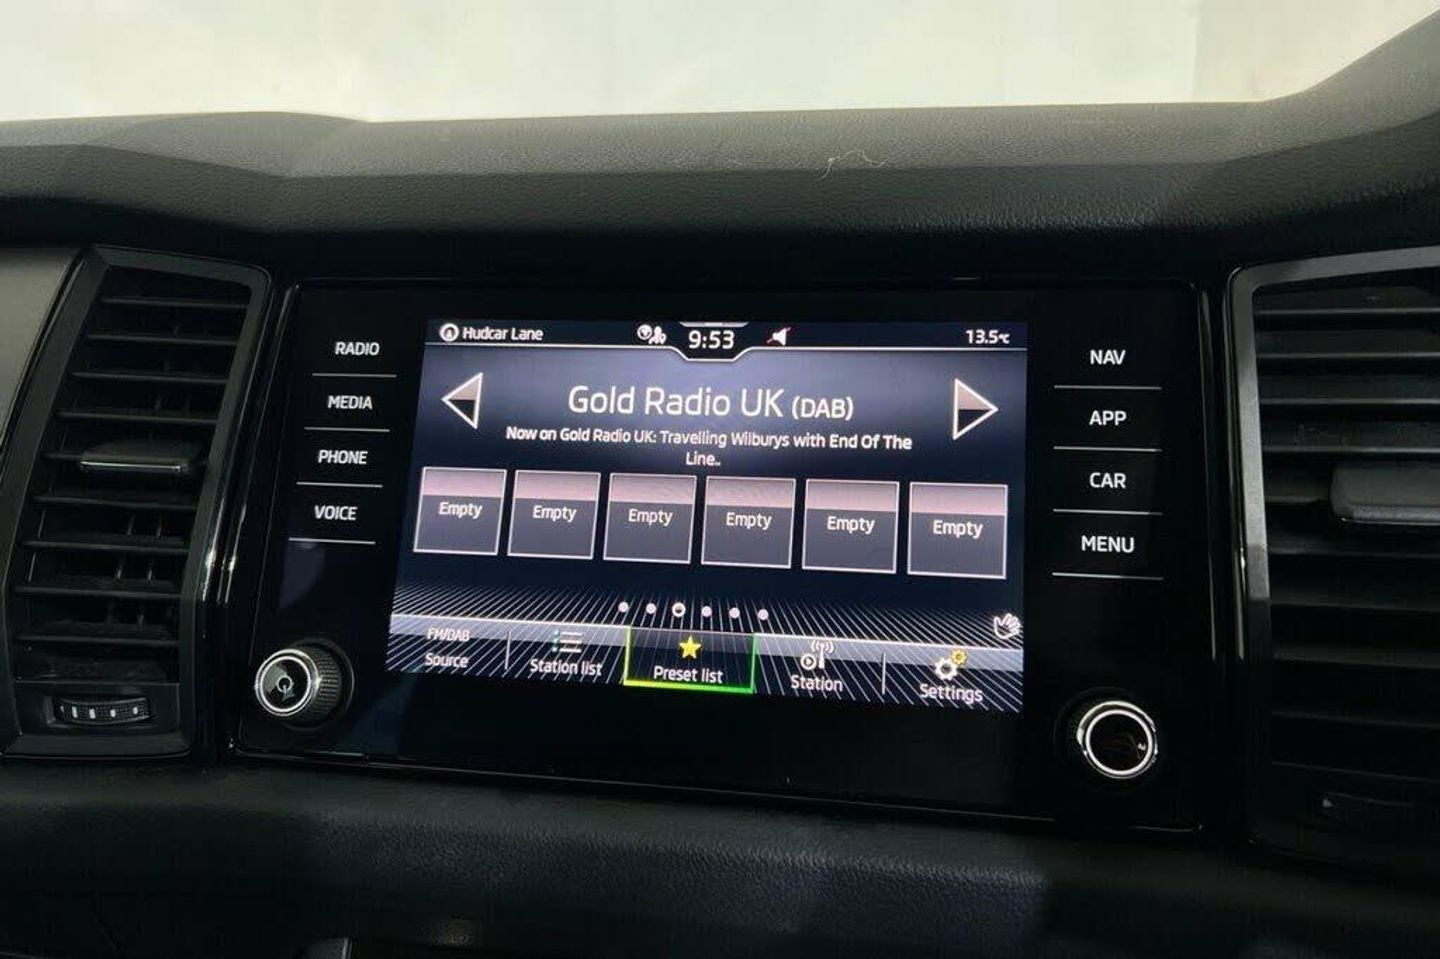 Hudcar Lane
9:53
13.5°C
RADIO
MEDIA
PHONE
VOICE
Gold Radio UK (DAB)
Now on Gold Radio UK: Travelling Wilburys with End Of The
Line..
Empty Empty Empty Empty Empty Empty
FM/DAB
Source
Station list
Preset list
Station
Settings
NAV
APP
CAR
MENU